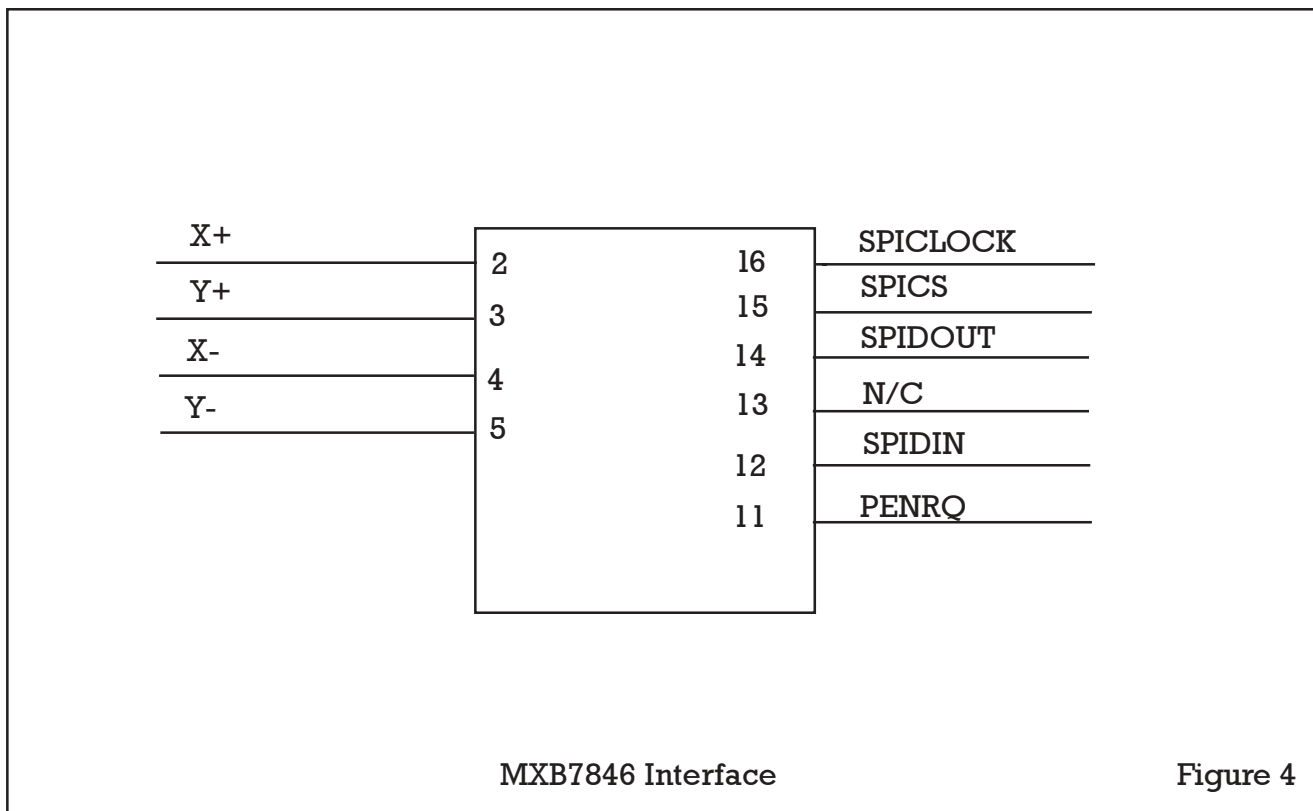 X+
Y+
X-
Y-
2
3
4
5
16
15
14
13
12
11
SPICLOCK
SPICS
SPIDOUT
N/C
SPIDIN
PENRQ
MXB7846 Interface
Figure 4